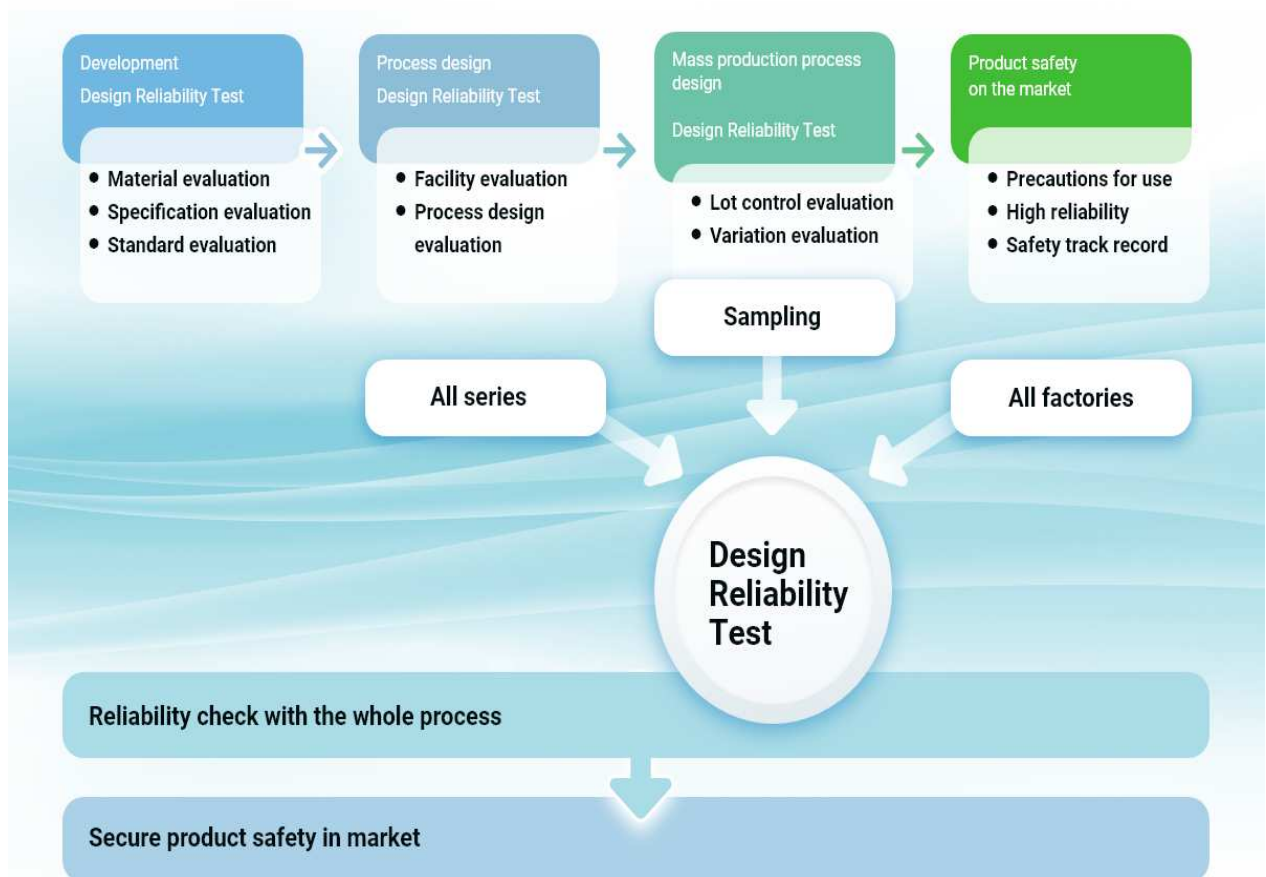 Development
Design Reliability Test
Material evaluation
Specification evaluation
Standard evaluation
Process design
Design Reliability Test
Facility evaluation
Process design
evaluation
Mass production process
design
Design Reliability Test
Lot control evaluation
Variation evaluation
Product safety
on the market
Precautions for use
High reliability
Safety track record
Sampling
All series
All factories
Design
Reliability
Test
Reliability check with the whole process
Secure product safety in market